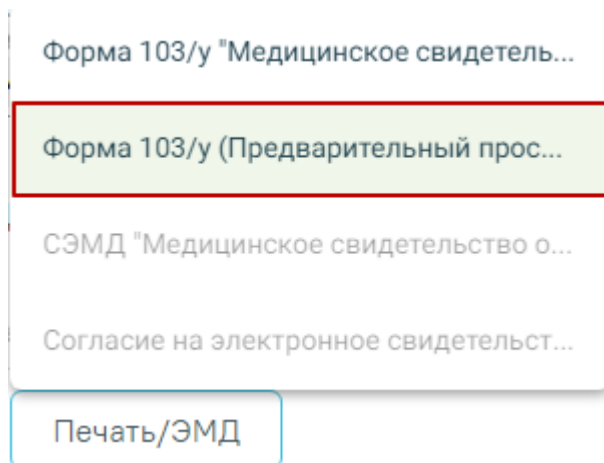 Форма 103/у "Медицинское свидетель...
Форма 103/у (Предварительный прос...
СЭМД "Медицинское свидетельство о...
Согласие на электронное свидетельст...
Печать/ЭМД